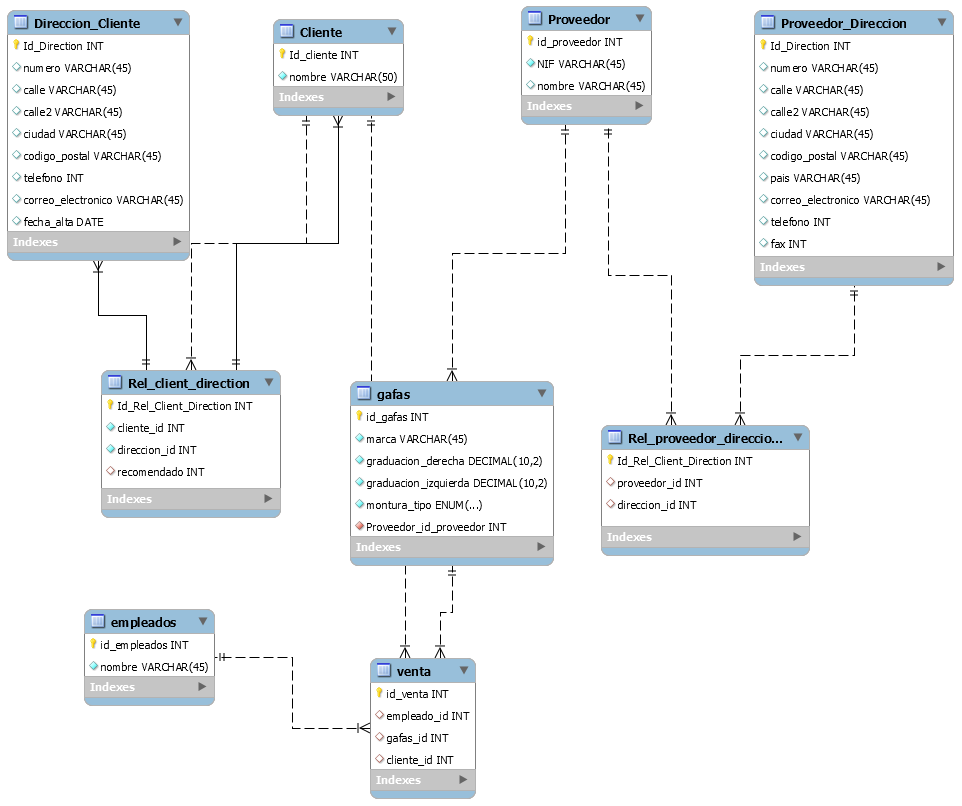 Direccion_Cliente
Id_Direction INT
numero VARCHAR(45)
calle VARCHAR(45)
calle2 VARCHAR(45)
ciudad VARCHAR(45)
codigo_postal VARCHAR(45)
telefono INT
correo_electronico VARCHAR(45)
fecha_alta DATE
Indexes
Cliente
Id_cliente INT
nombre VARCHAR(50)
Indexes
Proveedor
id_proveedor INT
NIF VARCHAR(45)
nombre VARCHAR(45)
Indexes
Proveedor_Direccion
Id_Direction INT
numero VARCHAR(45)
calle VARCHAR(45)
calle2 VARCHAR(45)
ciudad VARCHAR(45)
codigo_postal VARCHAR(45)
pais VARCHAR(45)
correo_electronico VARCHAR(45)
telefono INT
fax INT
Indexes
Rel_client_direction
Id_Rel_Client_Direction INT
cliente_id INT
direccion_id INT
recomendado INT
Indexes
gafas
id_gafas INT
marca VARCHAR(45)
graduacion_derecha DECIMAL(10,2)
graduacion_izquierda DECIMAL(10,2)
montura_tipo ENUM(...)
Proveedor_id_proveedor INT
Indexes
Rel_proveedor_direccio...
Id_Rel_Client_Direction INT
proveedor_id INT
direccion_id INT
Indexes
empleados
id_empleados INT
nombre VARCHAR(45)
Indexes
venta
id_venta INT
empleado_id INT
gafas_id INT
cliente_id INT
Indexes